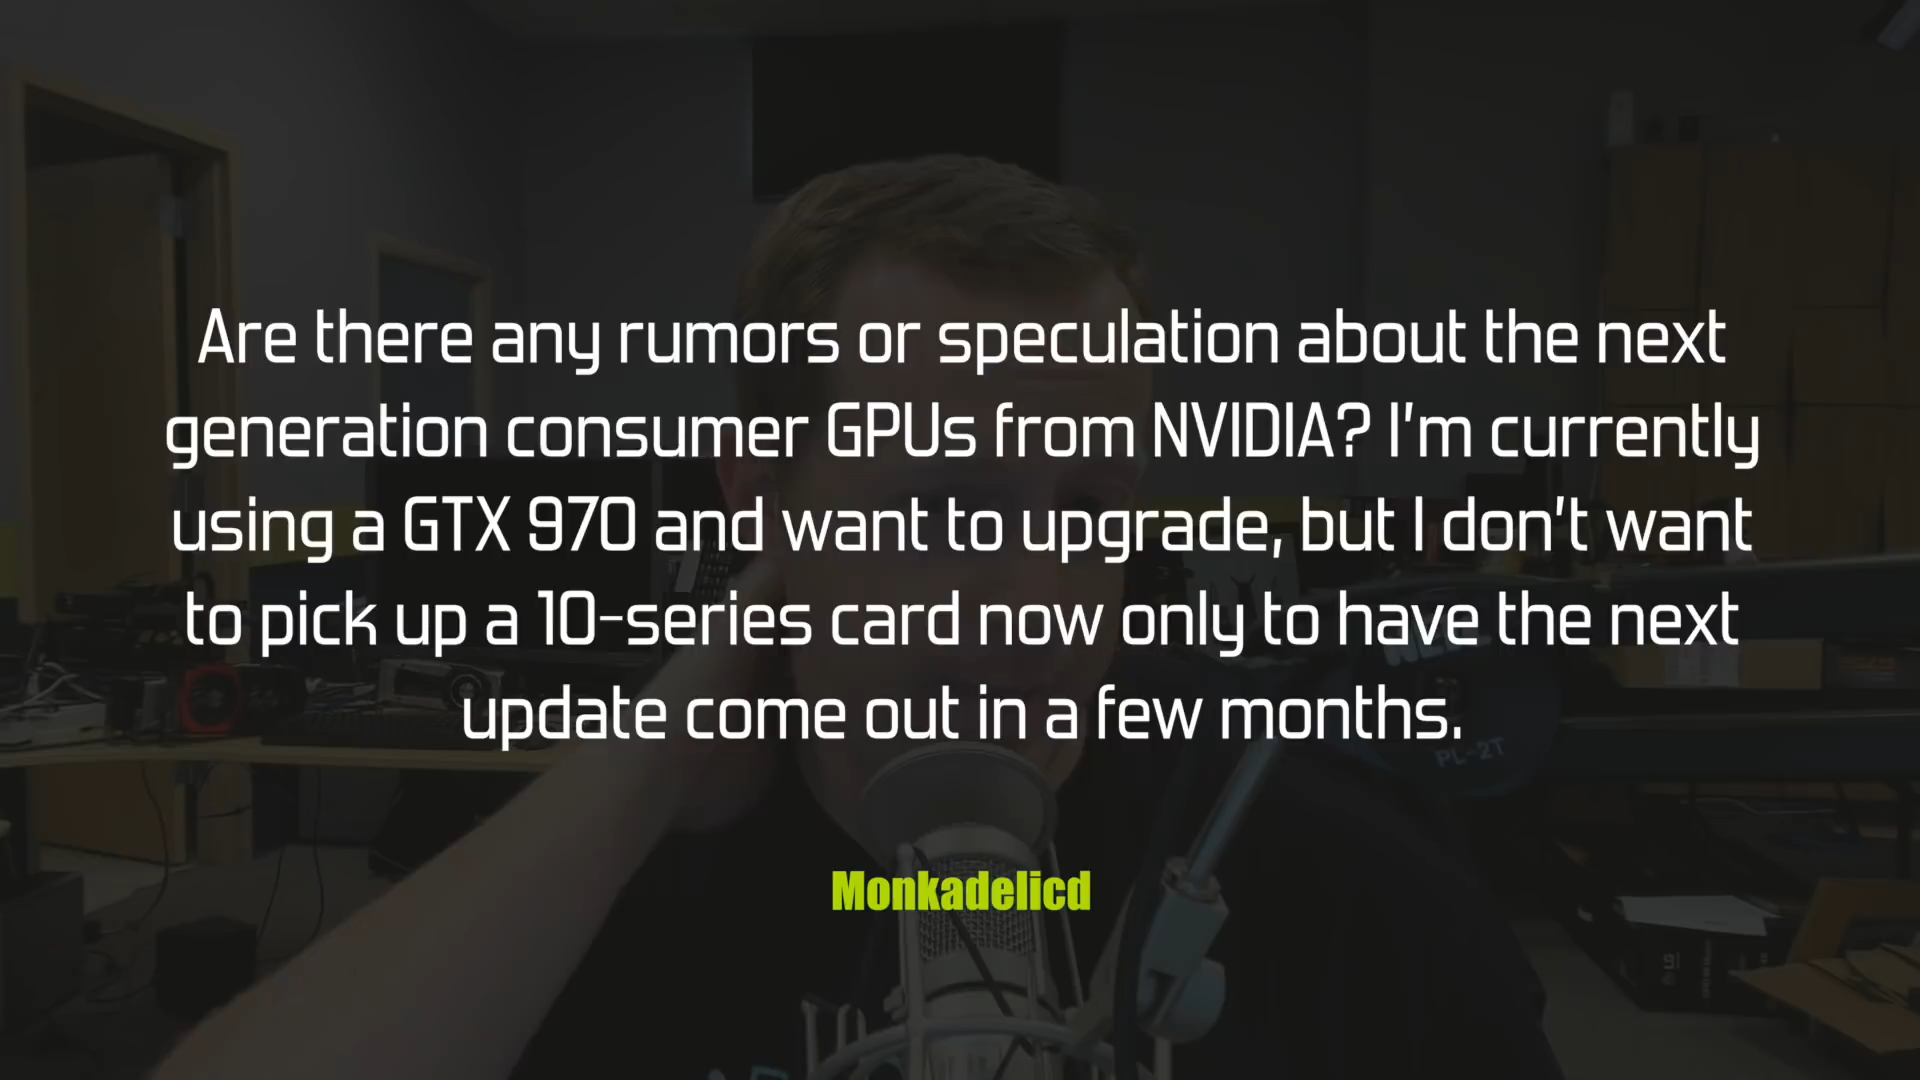 Are there any rumors or speculation about the next
generation consumer GPUs from NVIDIA? I'm currently
using a GTX 970 and want to upgrade, but I don't want
to pick up a 10-series card now only to have the next
update come out in a few months.
PL-2T
Monkadelicd